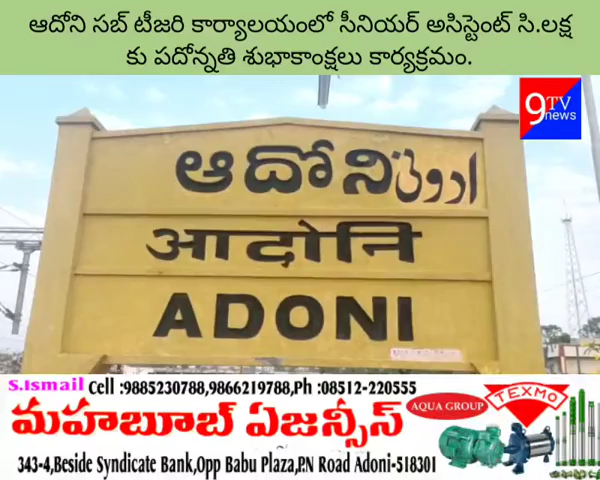 ఆదోని సబ్ టీజరి కార్యాలయంలో సీనియర్ అసిస్టెంట్ సి.లక్ష
కు పదోన్నతి శుభాకాంక్షలు కార్యక్రమం.
9TV
news
ఆదోని ادونی
आदोनि
ADONI
S.Ismail Cell :9885230788,9866219788,Ph :08512-220555
మహబూబ్ ఏజన్సీస్
AQUA GROUP TEXMO
343-4,Beside Syndicate Bank,Opp Babu Plaza,P.N Road Adoni-518301